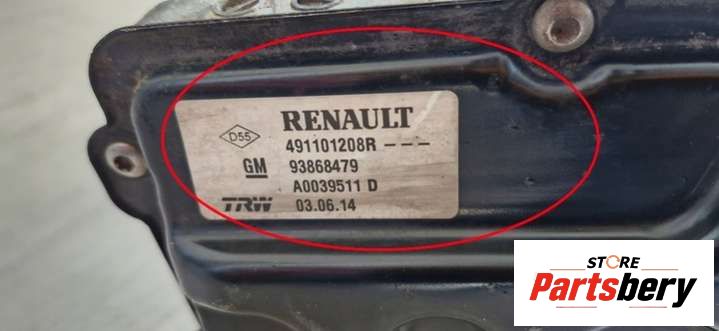 D55
RENAULT
491101208R ---
GM
93868479
A0039511 D
TRW
03.06.14
STORE
Partsbery